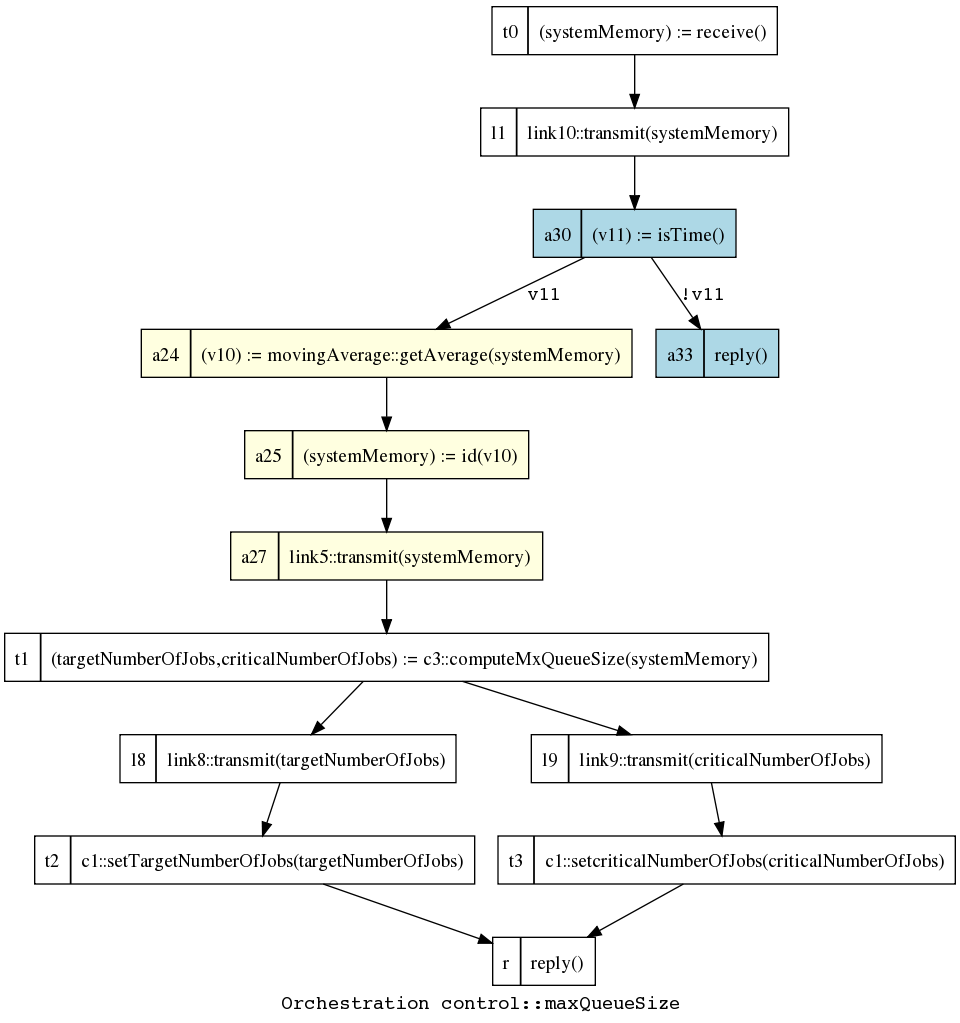 t0 (systemMemory) := receive()
l1 link10::transmit(systemMemory)
a30 (v11) := isTime()
v11 !v11
a24 (v10) := movingAverage::getAverage(systemMemory) a33 reply()
a25 (systemMemory) := id(v10)
a27 link5::transmit(systemMemory)
t1 (targetNumberOfJobs,criticalNumberOfJobs) := c3::computeMxQueueSize(systemMemory)
l8 link8::transmit(targetNumberOfJobs) l9 link9::transmit(criticalNumberOfJobs)
t2 c1::setTargetNumberOfJobs(targetNumberOfJobs) t3 c1::setcriticalNumberOfJobs(criticalNumberOfJobs)
r reply()
Orchestration control::maxQueueSize